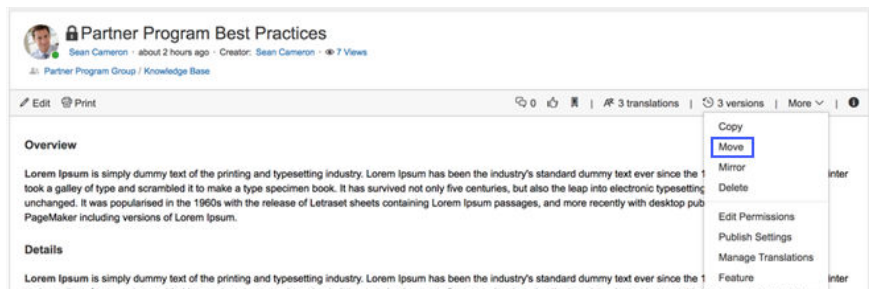 Partner Program Best Practices
Sean Cameron · about 2 hours ago · Creator: Sean Cameron · 7 Views
Partner Program Group / Knowledge Base
Edit Print 0 | 3 translations | 3 versions | More |
Copy
Move
Mirror
Delete
Edit Permissions
Publish Settings
Manage Translations
Feature
Overview
Lorem Ipsum is simply dummy text of the printing and typesetting industry. Lorem Ipsum has been the industry's standard dummy text ever since the 1 inter
took a galley of type and scrambled it to make a type specimen book. It has survived not only five centuries, but also the leap into electronic typesetting
unchanged. It was popularised in the 1960s with the release of Letraset sheets containing Lorem Ipsum passages, and more recently with desktop pub
PageMaker including versions of Lorem Ipsum.
Details
Lorem Ipsum is simply dummy text of the printing and typesetting industry. Lorem Ipsum has been the industry's standard dummy text ever since the 1 inter